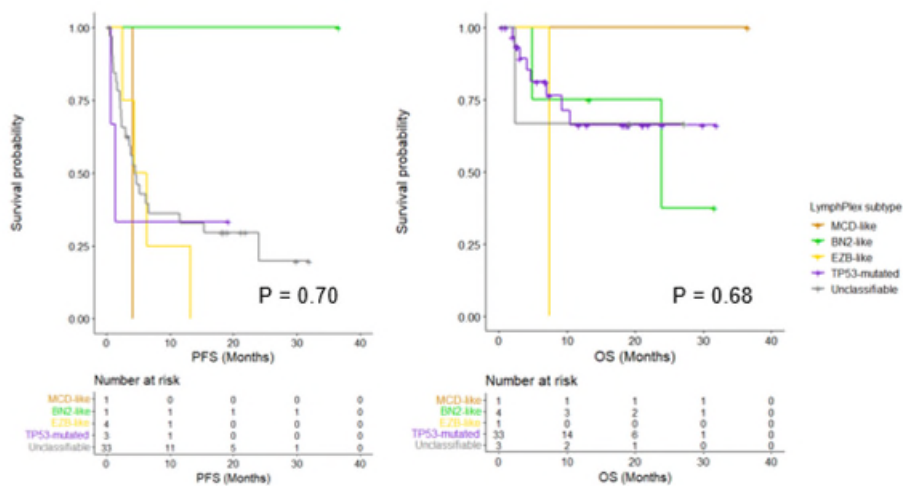 1.00
0.75
0.50
0.25
0.00
Survival probability
P = 0.70
0 10 20 30 40
PFS (Months)
Number at risk
MCD-like 1 0 0 0 0
BN2-like 1 1 1 1 0
EZB-like 4 1 0 0 0
TP53-mutated 3 1 0 0 0
Unclassifiable 33 11 5 1 0
0 10 20 30 40
PFS (Months)
1.00
0.75
0.50
0.25
0.00
Survival probability
P = 0.68
0 10 20 30 40
OS (Months)
Number at risk
MCD-like 1 1 1 1 0
BN2-like 4 3 2 1 0
EZB-like 1 0 0 0 0
TP53-mutated 33 14 6 1 0
Unclassifiable 3 2 1 0 0
0 10 20 30 40
OS (Months)
LymphPlex subtype
MCD-like
BN2-like
EZB-like
TP53-mutated
Unclassifiable